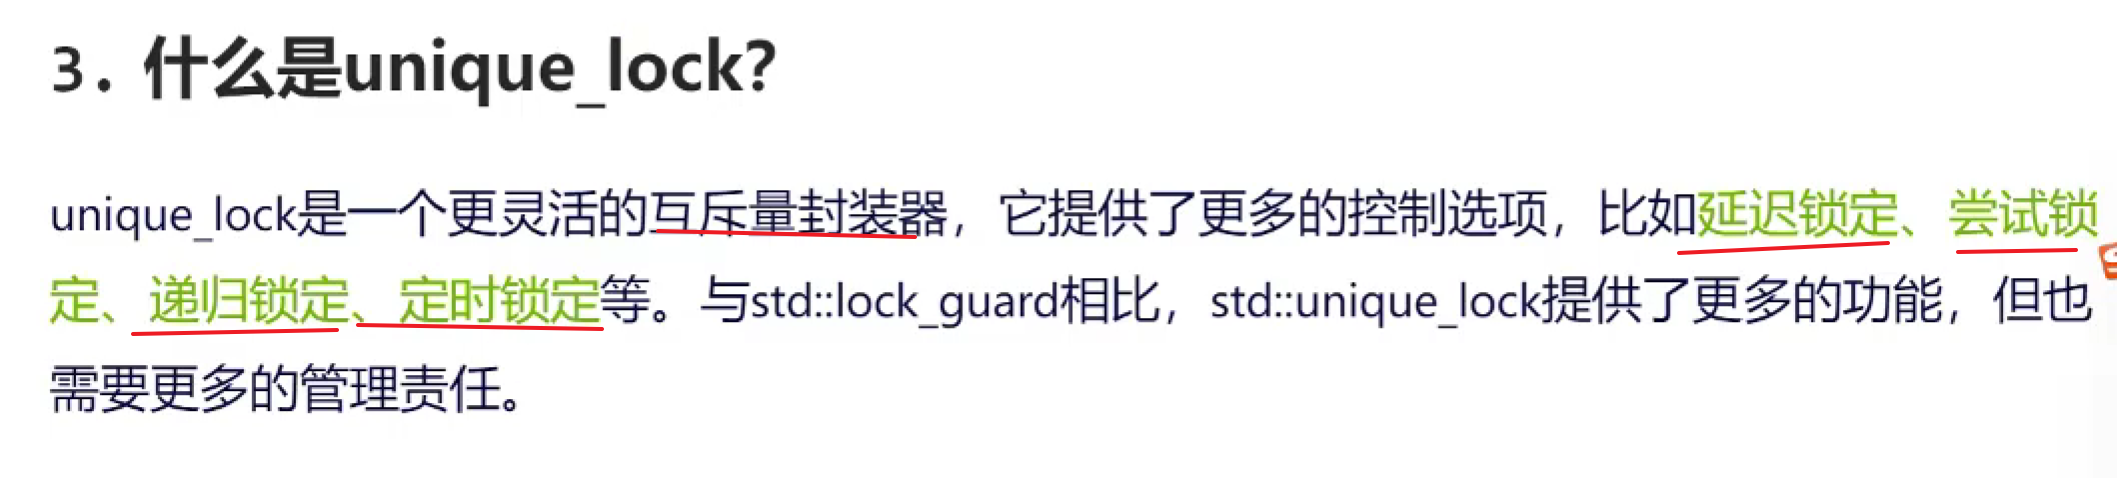 3. 什么是unique_lock?
unique_lock是一个更灵活的互斥量封装器，它提供了更多的控制选项，比如延迟锁定、尝试锁
定、递归锁定、定时锁定等。与std::lock_guard相比，std::unique_lock提供了更多的功能，但也
需要更多的管理责任。